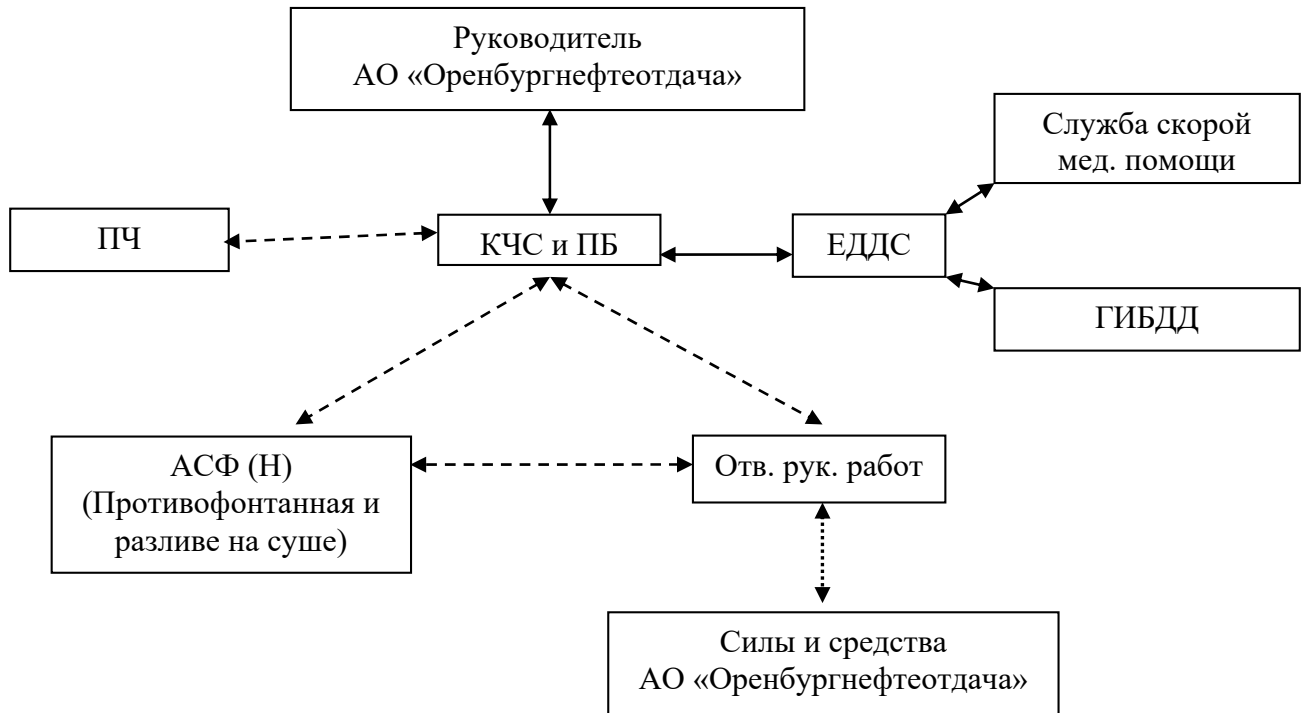 Руководитель
АО «Оренбургнефтеотдача»
Служба скорой
мед. помощи
ПЧ
КЧС и ПБ
ЕДДС
ГИБДД
АСФ (Н)
(Противофонтанная и
разливе на суше)
Отв. рук. работ
Силы и средства
АО «Оренбургнефтеотдача»